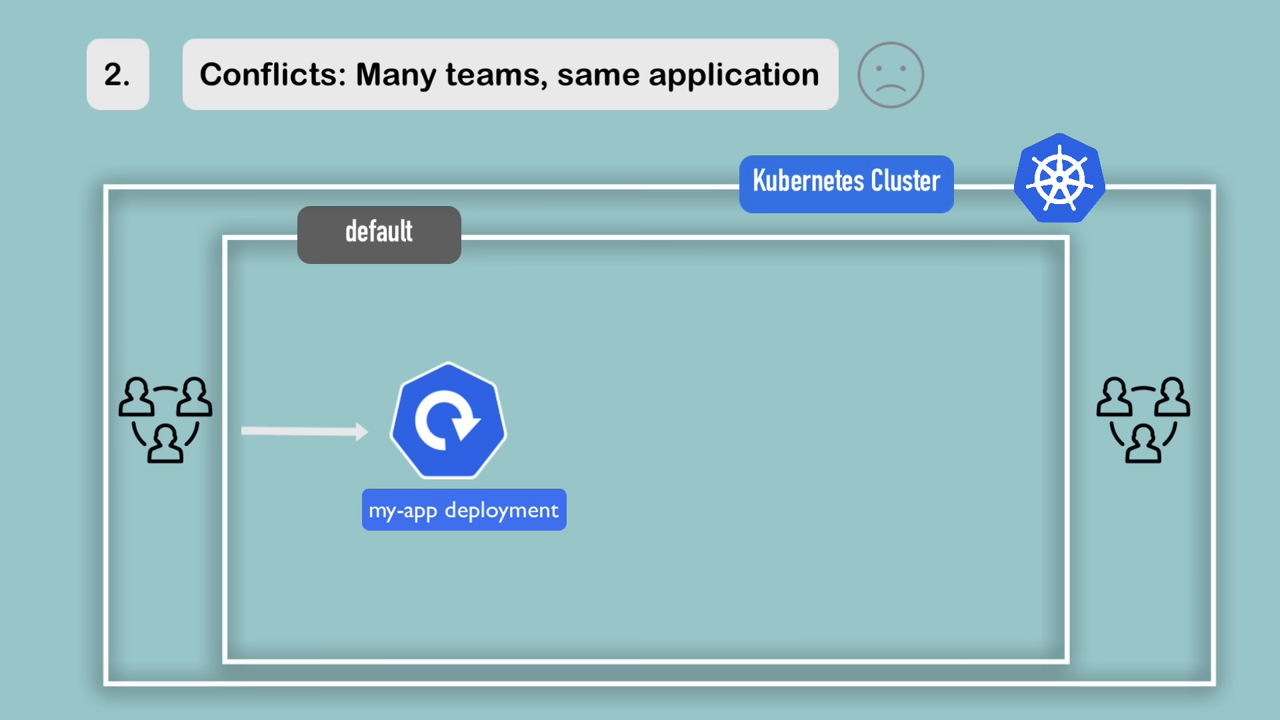 2.
Conflicts: Many teams, same application
Kubernetes Cluster
default
my-app deployment